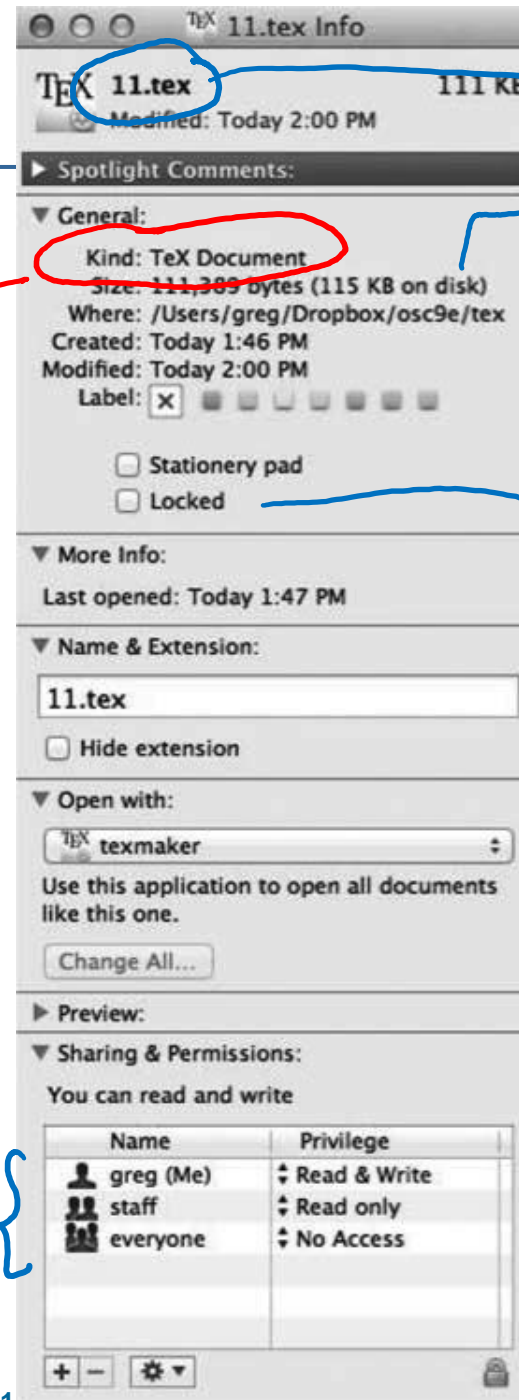 TEX 11.tex Info
TEX 11.tex 111 KB
Modified: Today 2:00 PM
Spotlight Comments:
General:
Kind: TeX Document
Size: 111,389 bytes (115 KB on disk)
Where: /Users/greg/Dropbox/osc9e/tex
Created: Today 1:46 PM
Modified: Today 2:00 PM
Label: x
Stationery pad
Locked
More Info:
Last opened: Today 1:47 PM
Name & Extension:
11.tex
Hide extension
Open with:
TEX texmaker
Use this application to open all documents
like this one.
Change All...
Preview:
Sharing & Permissions:
You can read and write
Name Privilege
greg (Me) Read & Write
staff Read only
everyone No Access
+ −
1